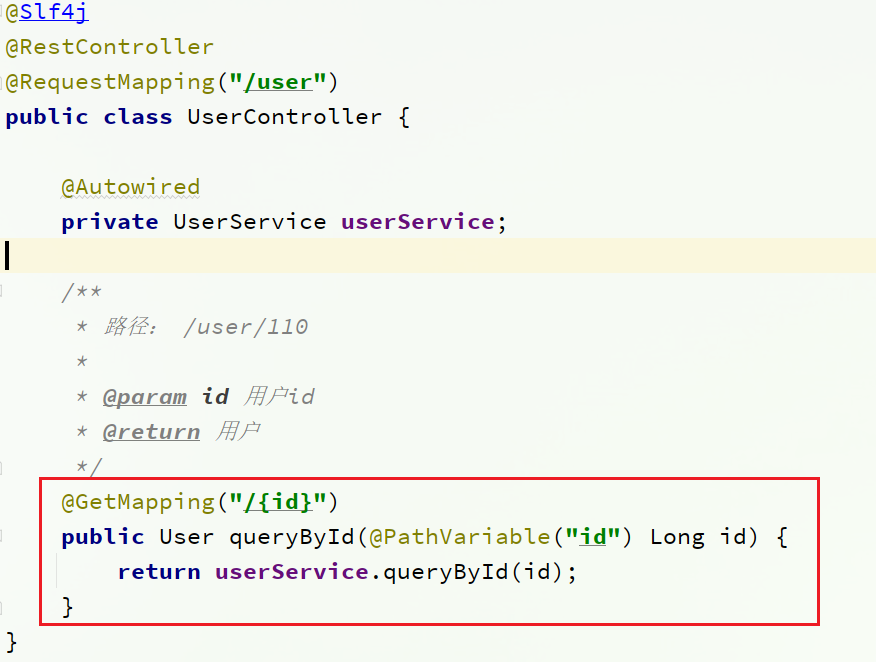 @Slf4j
@RestController
@RequestMapping("/user")
public class UserController {
@Autowired
private UserService userService;
/**
* 路径： /user/110
*
* @param id 用户id
* @return 用户
*/
@GetMapping("/{id}")
public User queryById(@PathVariable("id") Long id) {
return userService.queryById(id);
}
}